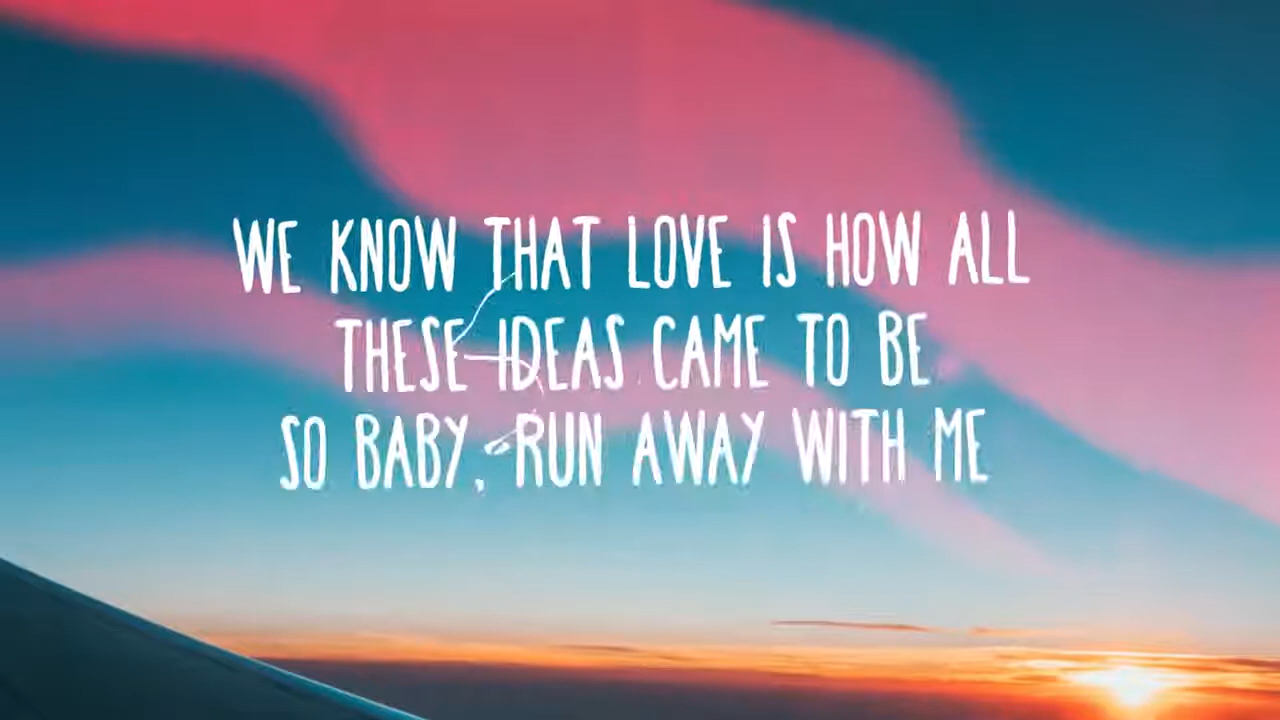 WE KNOW THAT LOVE IS HOW ALL
THESE IDEAS CAME TO BE
SO BABY, RUN AWAY WITH ME